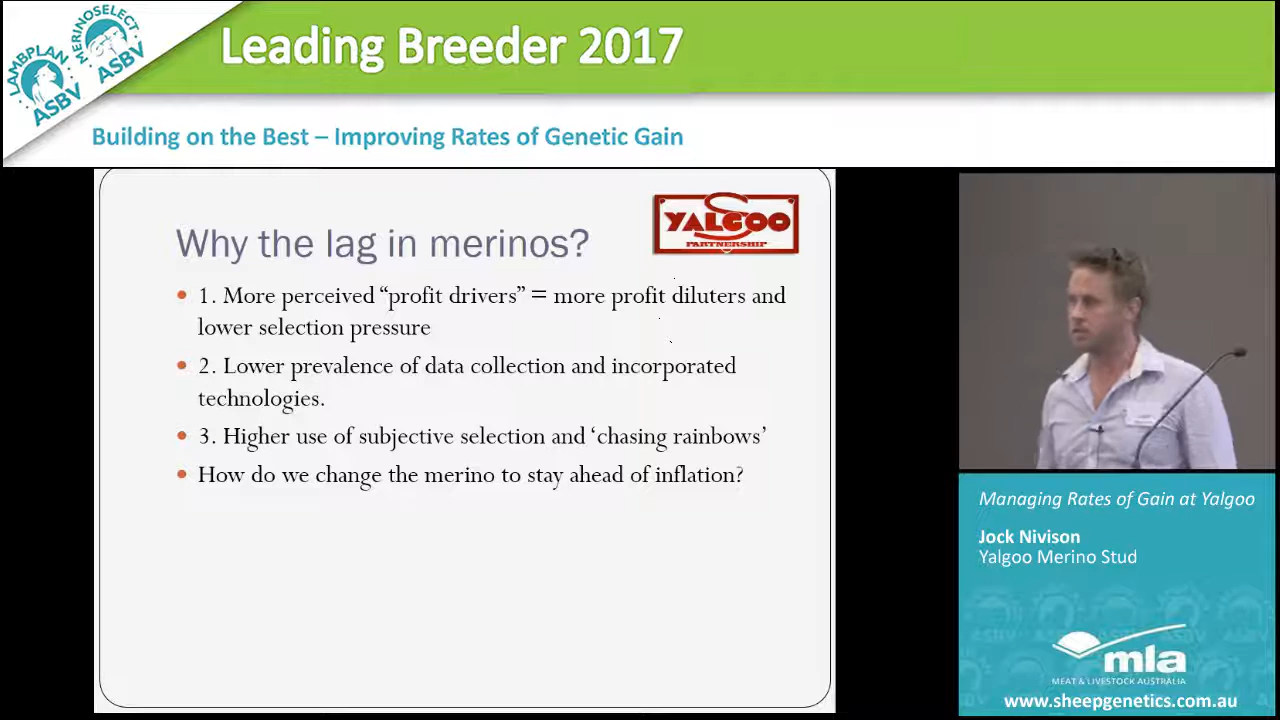 LAMBPLAN
ASBV
MERINOSELECT
ASBV
Leading Breeder 2017
Building on the Best – Improving Rates of Genetic Gain
YALGOO
PARTNERSHIP
Why the lag in merinos?
• 1. More perceived “profit drivers” = more profit diluters and
lower selection pressure
• 2. Lower prevalence of data collection and incorporated
technologies.
• 3. Higher use of subjective selection and ‘chasing rainbows’
• How do we change the merino to stay ahead of inflation?
Managing Rates of Gain at Yalgoo
Jock Nivison
Yalgoo Merino Stud
mla
MEAT & LIVESTOCK AUSTRALIA
www.sheepgenetics.com.au